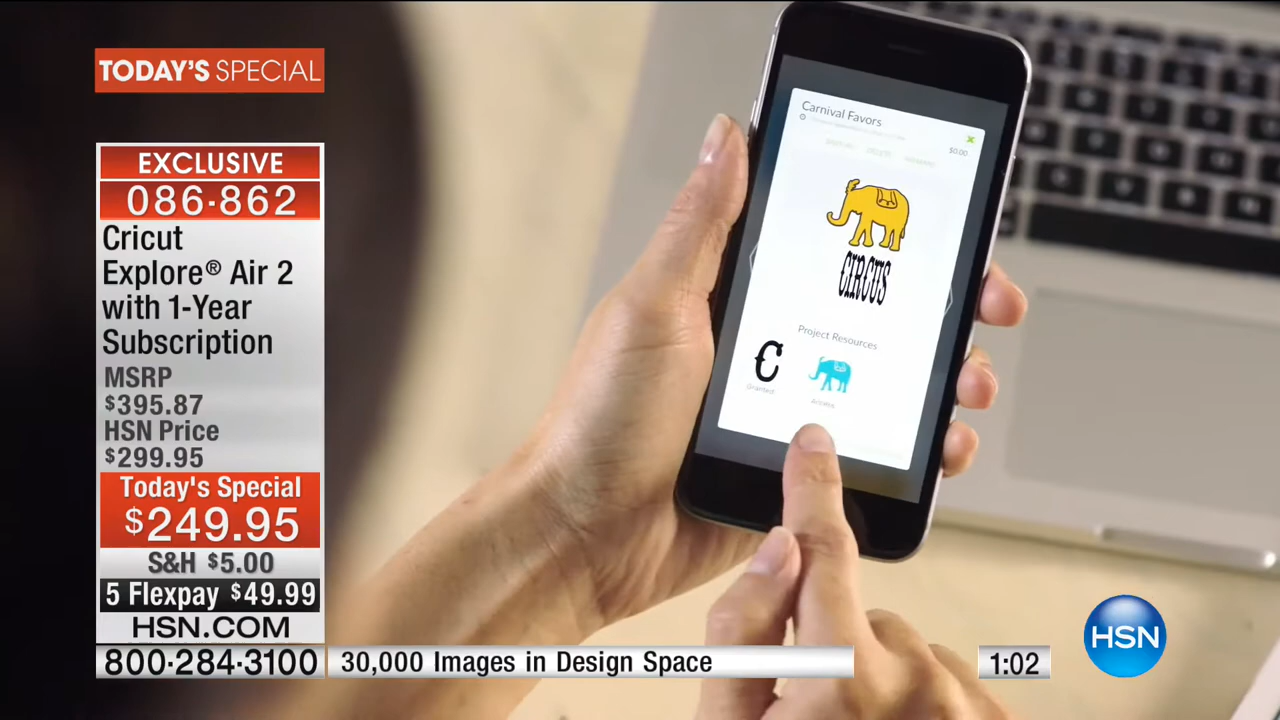 TODAY'S SPECIAL
EXCLUSIVE
086-862
Cricut
Explore® Air 2
with 1-Year
Subscription
MSRP
$395.87
HSN Price
$299.95
Today's Special
$249.95
S&H $5.00
5 Flexpay $49.99
HSN.COM
800-284-3100
30,000 Images in Design Space
1:02
HSN
Carnival Favors
$0.00
CIRCUS
Project Resources
C